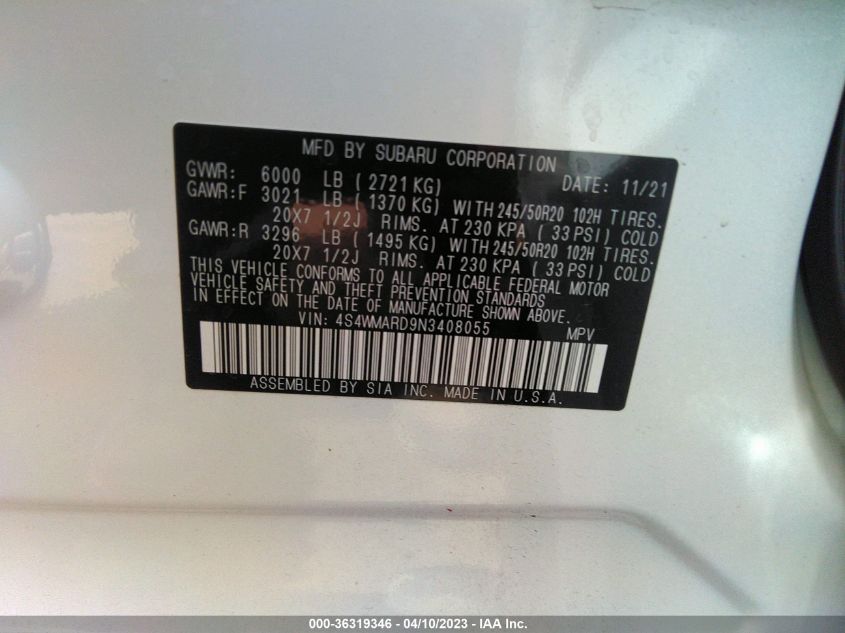 MFD BY SUBARU CORPORATION
GVWR: 6000 LB ( 2721 KG) DATE: 11/21
GAWR:F 3021 LB ( 1370 KG) WITH 245/50R20 102H TIRES.
20X7 1/2J RIMS. AT 230 KPA ( 33 PSI) COLD
GAWR:R 3296 LB ( 1495 KG) WITH 245/50R20 102H TIRES.
20X7 1/2J RIMS. AT 230 KPA ( 33 PSI) COLD
THIS VEHICLE CONFORMS TO ALL APPLICABLE FEDERAL MOTOR
VEHICLE SAFETY AND THEFT PREVENTION STANDARDS
IN EFFECT ON THE DATE OF MANUFACTURE SHOWN ABOVE.
VIN: 4S4WMARD9N3408055 MPV
ASSEMBLED BY SIA INC. MADE IN U.S.A.
000-36319346 - 04/10/2023 - IAA Inc.